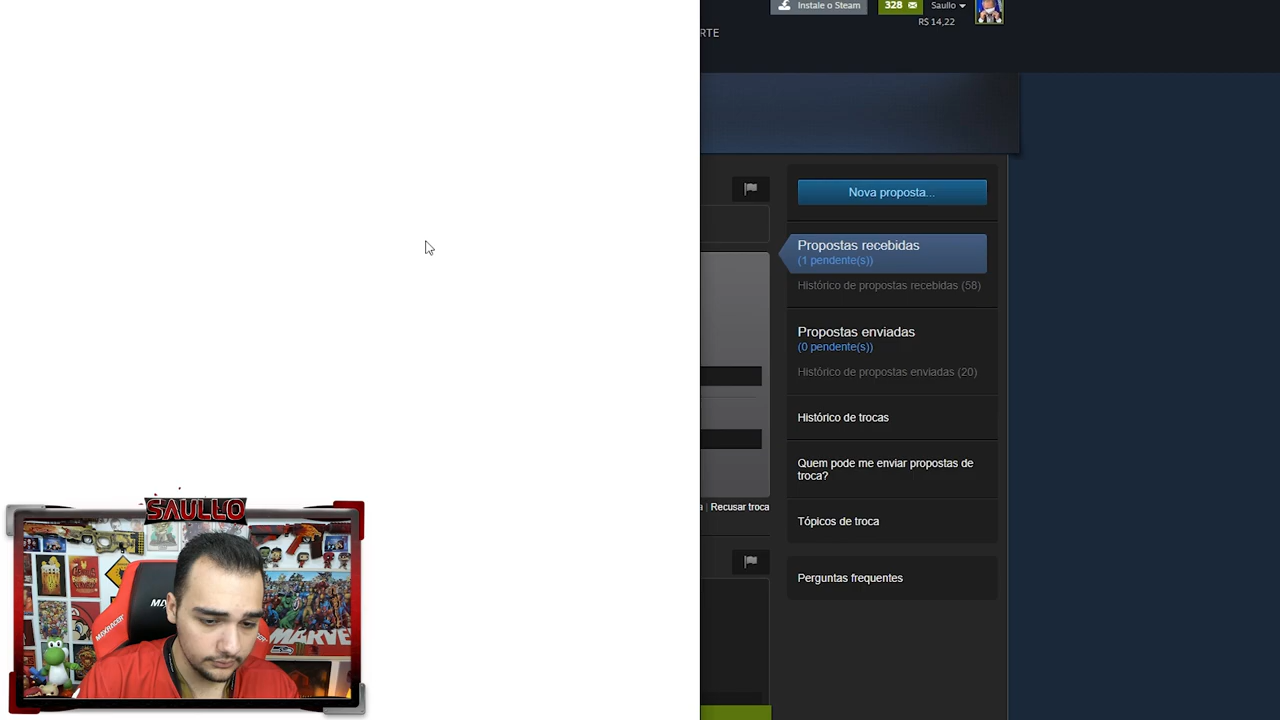 Instale o Steam
328
Saullo
R$ 14,22
RTE
Nova proposta...
Propostas recebidas
(1 pendente(s))
Histórico de propostas recebidas (58)
Propostas enviadas
(0 pendente(s))
Histórico de propostas enviadas (20)
Histórico de trocas
Quem pode me enviar propostas de
troca?
a | Recusar troca
Tópicos de troca
Perguntas frequentes
SAULLO
MAXRACER
MARVEL